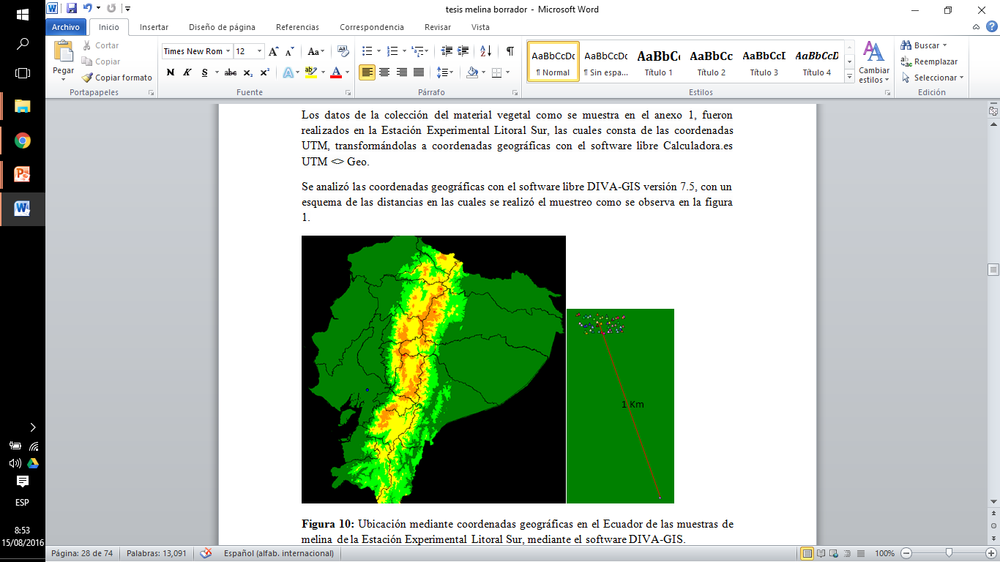 tesis melina borrador - Microsoft Word
Archivo Inicio Insertar Diseño de página Referencias Correspondencia Revisar Vista
Pegar
Cortar
Copiar
Copiar formato
Portapapeles
Times New Rom 12
Aa
N K S abc x₂ x²
Fuente
Párrafo
AaBbCcDc AaBbCcDc AaBbC AaBbCc AaBbCcI AaBbCcD
¶ Normal ¶ Sin espa... Título 1 Título 2 Título 3 Título 4
Estilos
Cambiar
estilos
Buscar
Reemplazar
Seleccionar
Edición
Los datos de la colección del material vegetal como se muestra en el anexo 1, fueron
realizados en la Estación Experimental Litoral Sur, las cuales consta de las coordenadas
UTM, transformándolas a coordenadas geográficas con el software libre Calculadora.es
UTM <> Geo.
Se analizó las coordenadas geográficas con el software libre DIVA-GIS versión 7.5, con un
esquema de las distancias en las cuales se realizó el muestreo como se observa en la figura
1.
1 Km
Figura 10: Ubicación mediante coordenadas geográficas en el Ecuador de las muestras de
melina de la Estación Experimental Litoral Sur, mediante el software DIVA-GIS.
ESP
8:53
15/08/2016
Página: 28 de 74 Palabras: 13,091 Español (alfab. internacional) 100%